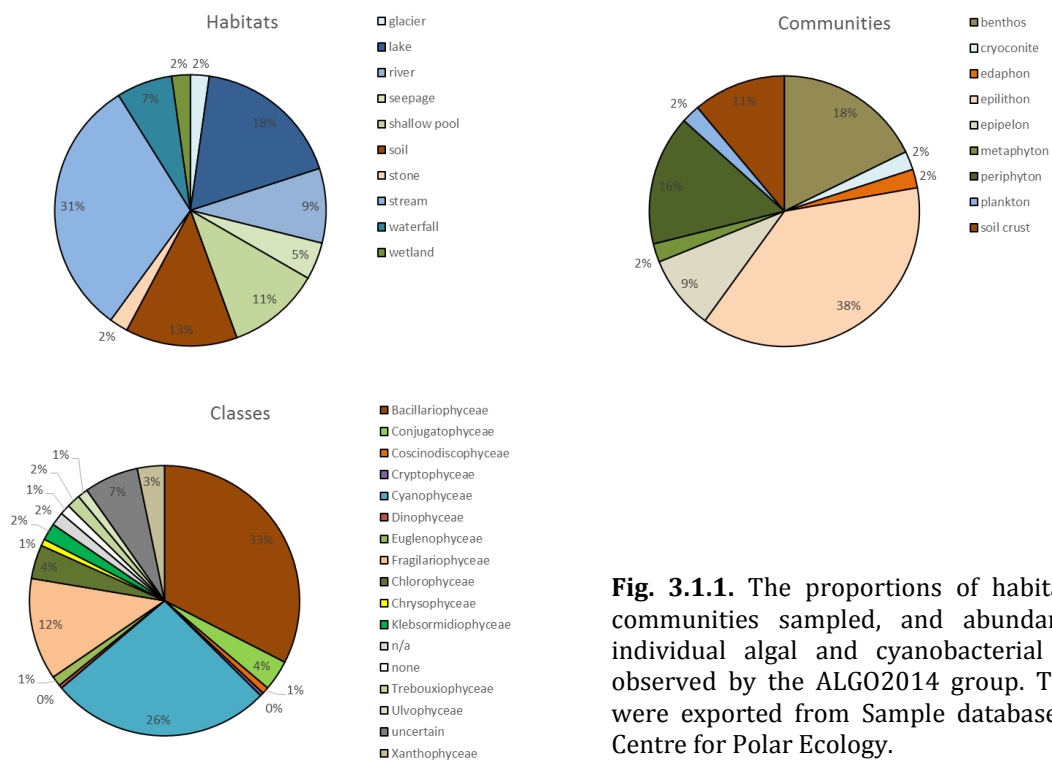 Habitats
2%
2%
18%
9%
5%
11%
13%
2%
31%
7%
glacier
lake
river
seepage
shallow pool
soil
stone
stream
waterfall
wetland
Communities
18%
2%
2%
38%
9%
2%
16%
2%
11%
benthos
cryoconite
edaphon
epilithon
epipelon
metaphyton
periphyton
plankton
soil crust
Classes
33%
4%
1%
0%
26%
0%
1%
12%
4%
1%
2%
2%
1%
2%
1%
7%
3%
Bacillariophyceae
Conjugatophyceae
Coscinodiscophyceae
Cryptophyceae
Cyanophyceae
Dinophyceae
Euglenophyceae
Fragilariophyceae
Chlorophyceae
Chrysophyceae
Klebsormidiophyceae
n/a
none
Trebouxiophyceae
Ulvophyceae
uncertain
Xanthophyceae
Fig. 3.1.1. The proportions of habita
communities sampled, and abundan
individual algal and cyanobacterial
observed by the ALGO2014 group. T
were exported from Sample database
Centre for Polar Ecology.